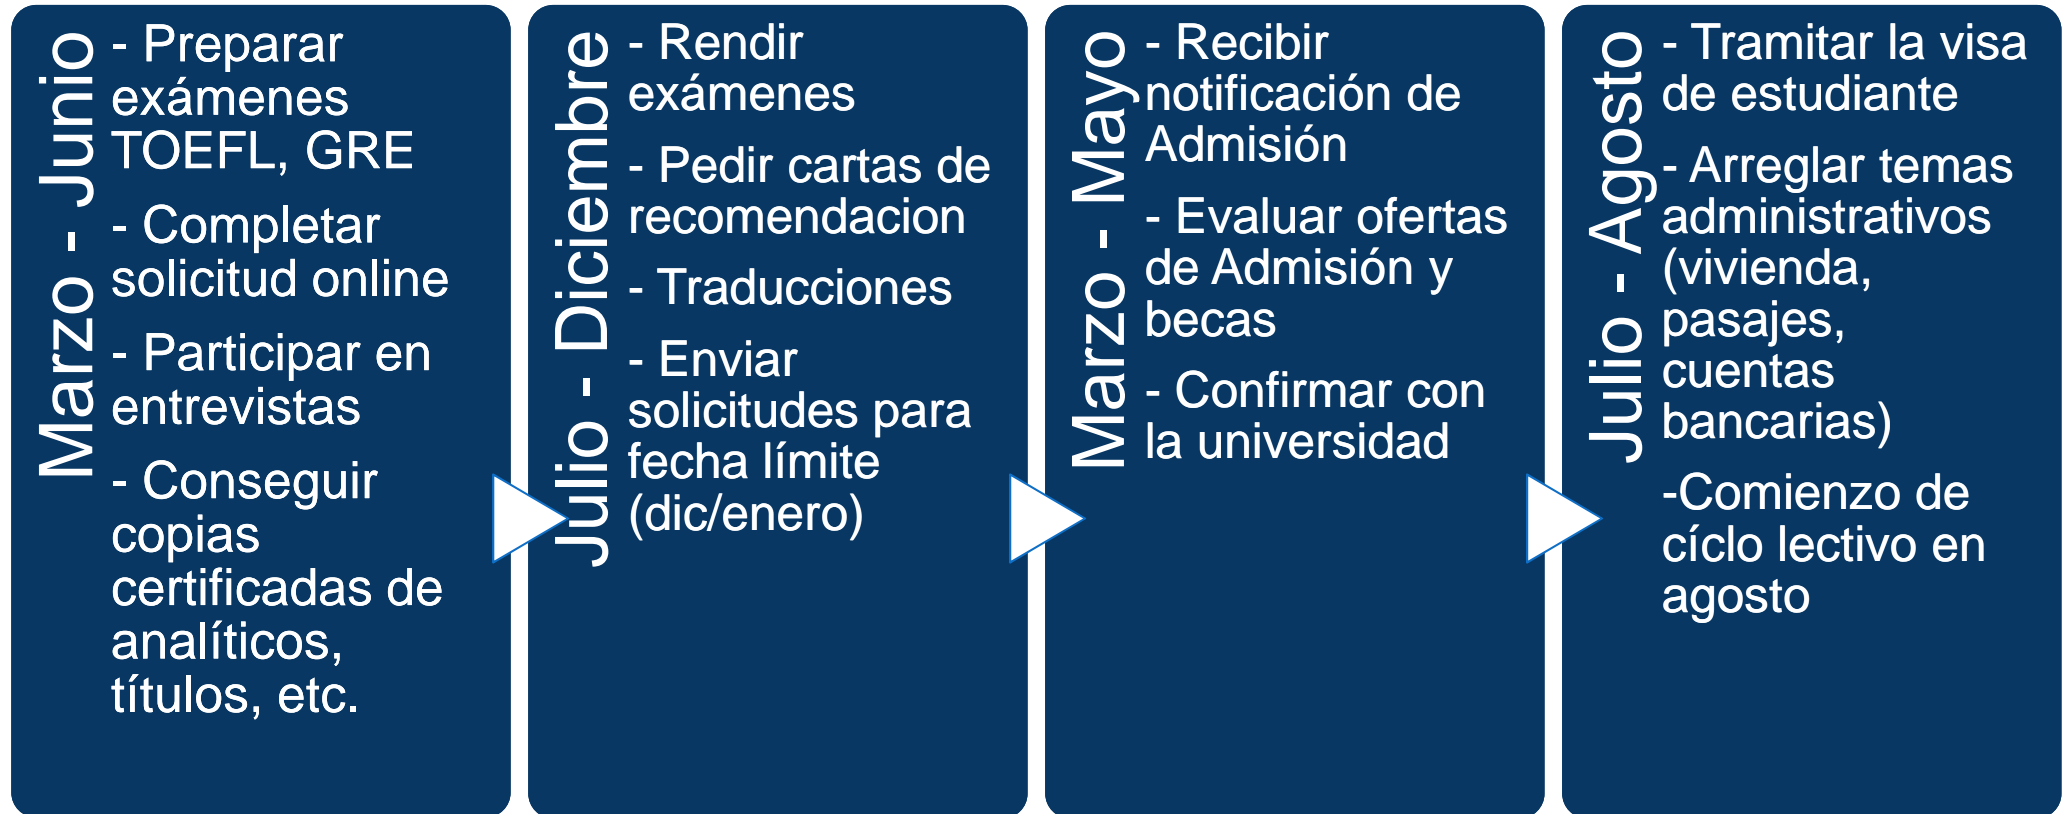 Marzo - Junio
- Preparar
exámenes
TOEFL, GRE
- Completar
solicitud online
- Participar en
entrevistas
- Conseguir
copias
certificadas de
analíticos,
títulos, etc.
Julio - Diciembre
- Rendir
exámenes
- Pedir cartas de
recomendacion
- Traducciones
- Enviar
solicitudes para
fecha límite
(dic/enero)
Marzo - Mayo
- Recibir
notificación de
Admisión
- Evaluar ofertas
de Admisión y
becas
- Confirmar con
la universidad
Julio - Agosto
- Tramitar la visa
de estudiante
- Arreglar temas
administrativos
(vivienda,
pasajes,
cuentas
bancarias)
-Comienzo de
cíclo lectivo en
agosto